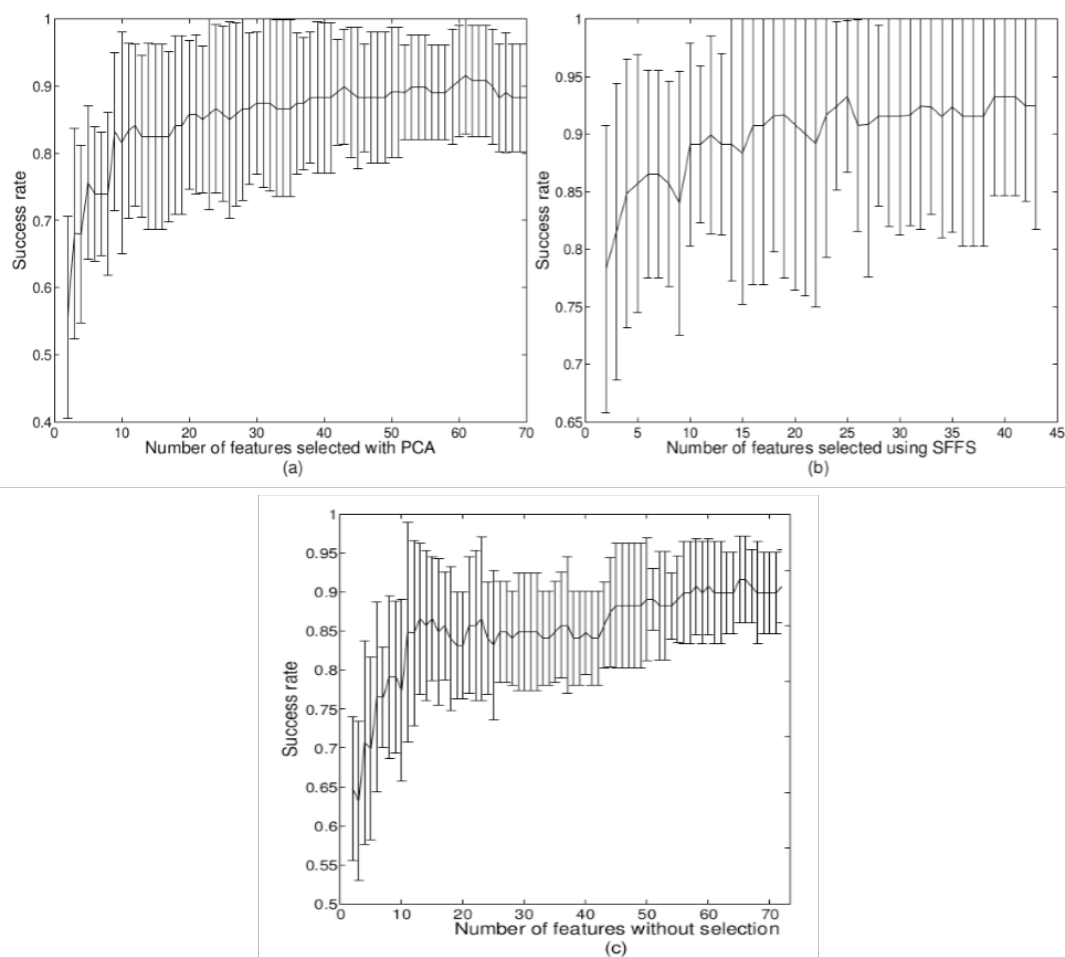 1
0.9
0.8
0.7
0.6
0.5
0.4
Success rate
0 10 20 30 40 50 60 70
Number of features selected with PCA
(a)
1
0.95
0.9
0.85
0.8
0.75
0.7
0.65
Success rate
0 5 10 15 20 25 30 35 40 45
Number of features selected using SFFS
(b)
1
0.95
0.9
0.85
0.8
0.75
0.7
0.65
0.6
0.55
0.5
Success rate
0 10 20 30 40 50 60 70
Number of features without selection
(c)